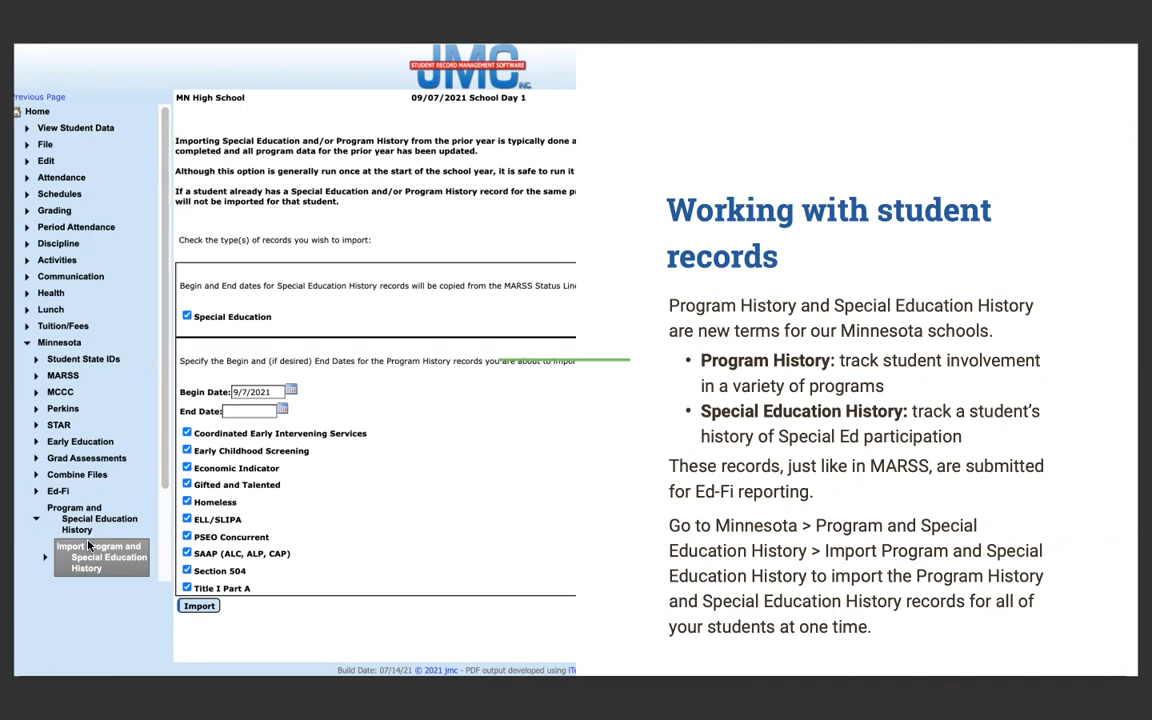 JMC
STUDENT RECORD MANAGEMENT SOFTWARE
INC.
revious Page
MN High School
09/07/2021 School Day 1
Home
View Student Data
File
Edit
Attendance
Schedules
Grading
Period Attendance
Discipline
Activities
Communication
Health
Lunch
Tuition/Fees
Minnesota
Student State IDs
MARSS
MCCC
Perkins
STAR
Early Education
Grad Assessments
Combine Files
Ed-Fi
Program and
Special Education
History
Import Program and
Special Education
History
Importing Special Education and/or Program History from the prior year is typically done a
completed and all program data for the prior year has been updated.
Although this option is generally run once at the start of the school year, it is safe to run it
If a student already has a Special Education and/or Program History record for the same p
will not be imported for that student.
Check the type(s) of records you wish to import:
Begin and End dates for Special Education History records will be copied from the MARSS Status Lin
Special Education
Specify the Begin and (if desired) End Dates for the Program History records you are about to impor
Begin Date: 9/7/2021
End Date:
Coordinated Early Intervening Services
Early Childhood Screening
Economic Indicator
Gifted and Talented
Homeless
ELL/SLIPA
PSEO Concurrent
SAAP (ALC, ALP, CAP)
Section 504
Title I Part A
Import
Build Date: 07/14/21 © 2021 jmc - PDF output developed using iT
Working with student
records
Program History and Special Education History
are new terms for our Minnesota schools.
• Program History: track student involvement
in a variety of programs
• Special Education History: track a student’s
history of Special Ed participation
These records, just like in MARSS, are submitted
for Ed-Fi reporting.
Go to Minnesota > Program and Special
Education History > Import Program and Special
Education History to import the Program History
and Special Education History records for all of
your students at one time.